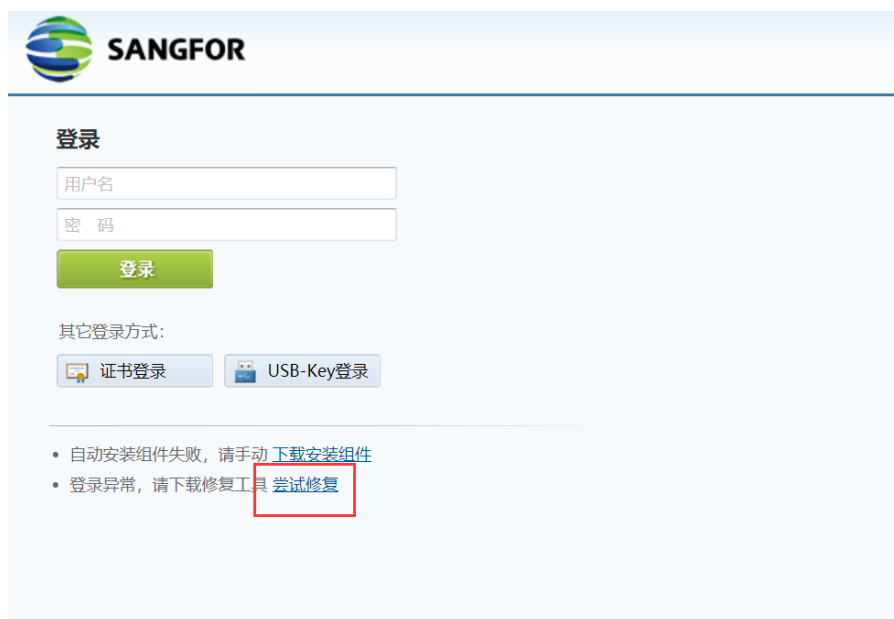 SANGFOR
登录
用户名
密 码
登录
其它登录方式:
证书登录 USB-Key登录
• 自动安装组件失败，请手动 下载安装组件
• 登录异常，请下载修复工具 尝试修复